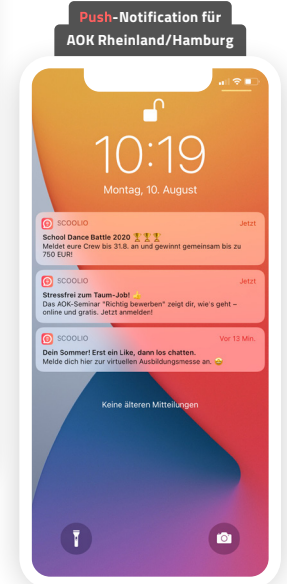 Push-Notification für
AOK Rheinland/Hamburg
10:19
Montag, 10. August
SCOOLIO Jetzt
School Dance Battle 2020 🏆🏆🏆
Meldet eure Crew bis 31.8. an und gewinnt gemeinsam bis zu
750 EUR!
SCOOLIO Jetzt
Stressfrei zum Taum-Job! 👍
Das AOK-Seminar "Richtig bewerben" zeigt dir, wie's geht –
online und gratis. Jetzt anmelden!
SCOOLIO Vor 13 Min.
Dein Sommer! Erst ein Like, dann los chatten.
Melde dich hier zur virtuellen Ausbildungsmesse an. 😀
Keine älteren Mitteilungen